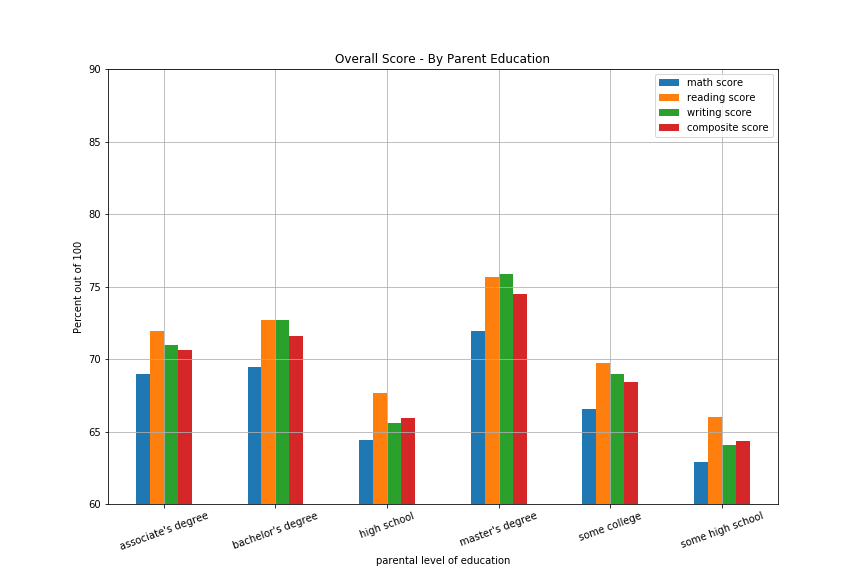 Overall Score - By Parent Education
math score
reading score
writing score
composite score
90
85
80
75
70
65
60
Percent out of 100
associate's degree
bachelor's degree
high school
master's degree
some college
some high school
parental level of education